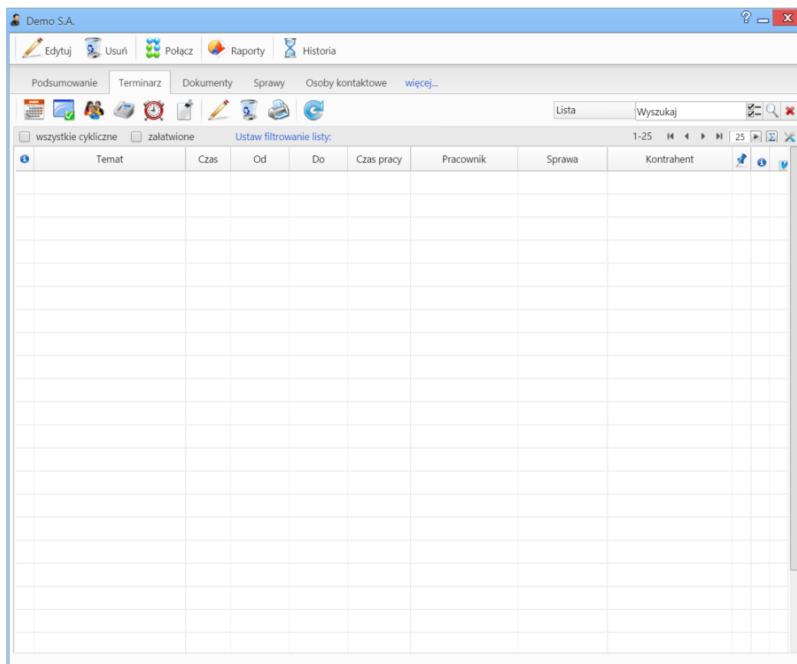 Demo S.A.
Edytuj Usuń Połącz Raporty Historia
Podsumowanie Terminarz Dokumenty Sprawy Osoby kontaktowe więcej...
Lista Wyszukaj
wszystkie cykliczne załatwione Ustaw filtrowanie listy: 1-25 25
Temat Czas Od Do Czas pracy Pracownik Sprawa Kontrahent